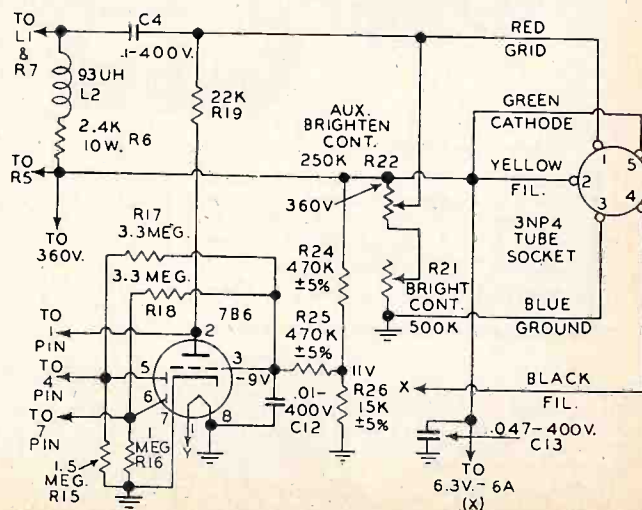 TO
L1
&
R7
C4
.1-400V.
RED
GRID
93UH
L2
22K
R19
GREEN
CATHODE
2.4K
10W.
R6
AUX.
BRIGHTEN
CONT.
250K R22
TO
R5
YELLOW
FIL.
1
5
2
3
4
3NP4
TUBE
SOCKET
TO
360V.
360V
R17
3.3 MEG.
3.3 MEG.
R18
7B6
R24
470K
±5%
R21
BRIGHT
CONT.
500K
R25
470K
±5%
BLUE
GROUND
TO
1
PIN
2
3
-9V
11V
TO
4
PIN
5
6
TO
7
PIN
7
1
8
Y
.01-
400V
C12
R26
15K
±5%
X
BLACK
FIL.
1
MEG
R16
1.5
MEG.
R15
.047-400V.
C13
TO
6.3V.-6A
(X)